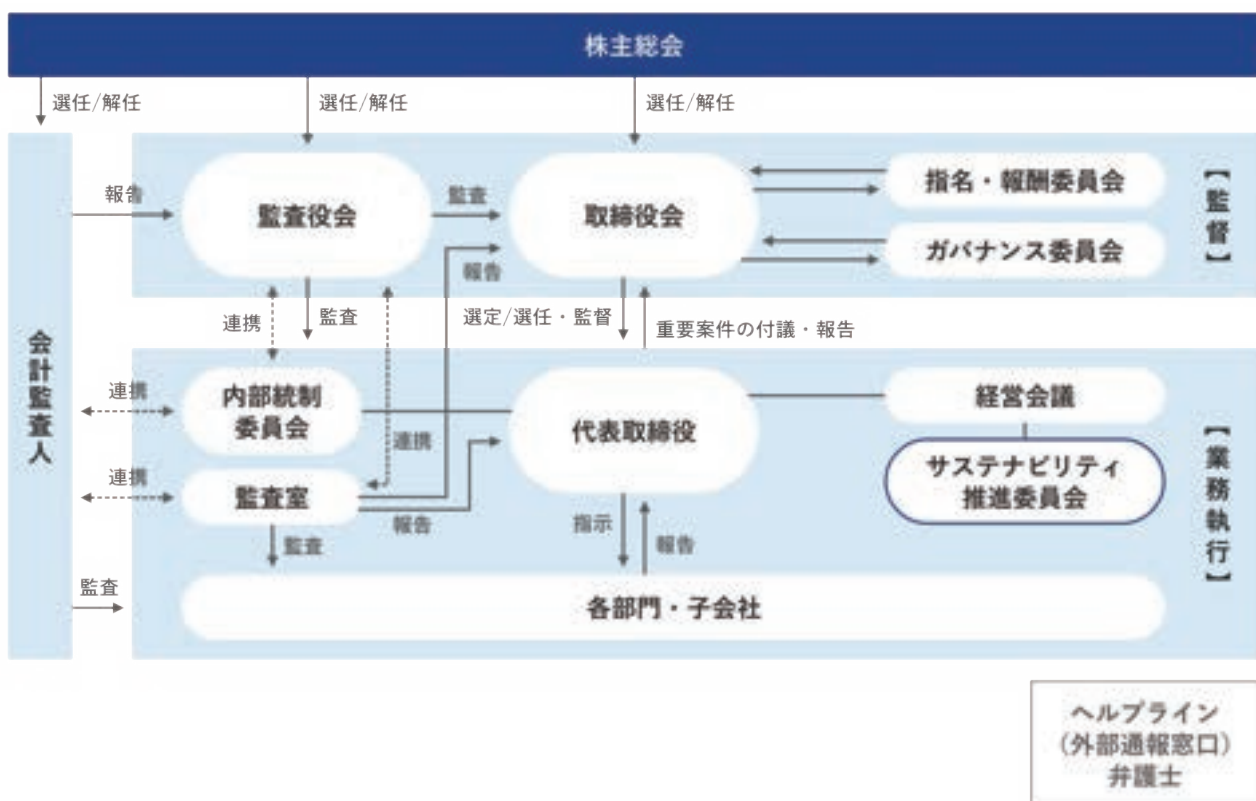 株主総会
選任/解任
選任/解任
選任/解任
報告
監査役会
監査
取締役会
指名・報酬委員会
ガバナンス委員会
【監督】
報告
連携
監査
選定/選任・監督
重要案件の付議・報告
会計監査人
連携
内部統制
委員会
連携
代表取締役
経営会議
サステナビリティ
推進委員会
【業務執行】
連携
監査室
報告
指示
報告
監査
監査
各部門・子会社
ヘルプライン
(外部通報窓口)
弁護士